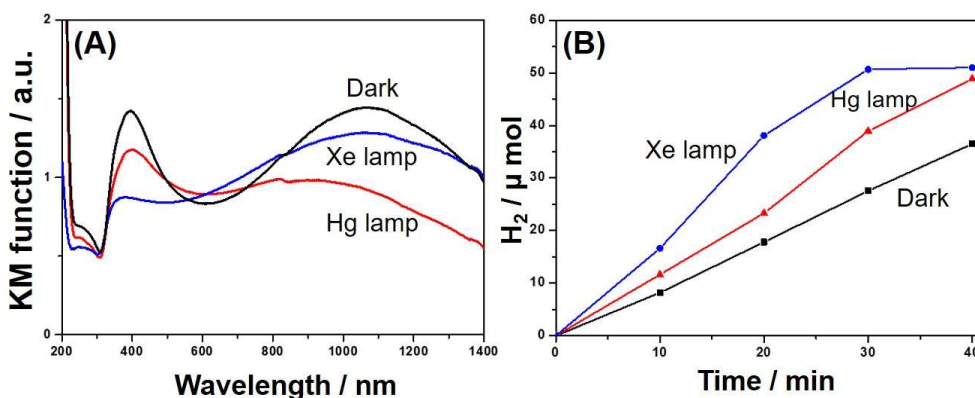 (A)
Dark
Xe lamp
Hg lamp
KM function / a.u.
2
1
0
200 400 600 800 1000 1200 1400
Wavelength / nm
(B)
Hg lamp
Xe lamp
Dark
H2 / μ mol
60
50
40
30
20
10
0
0 10 20 30 40
Time / min